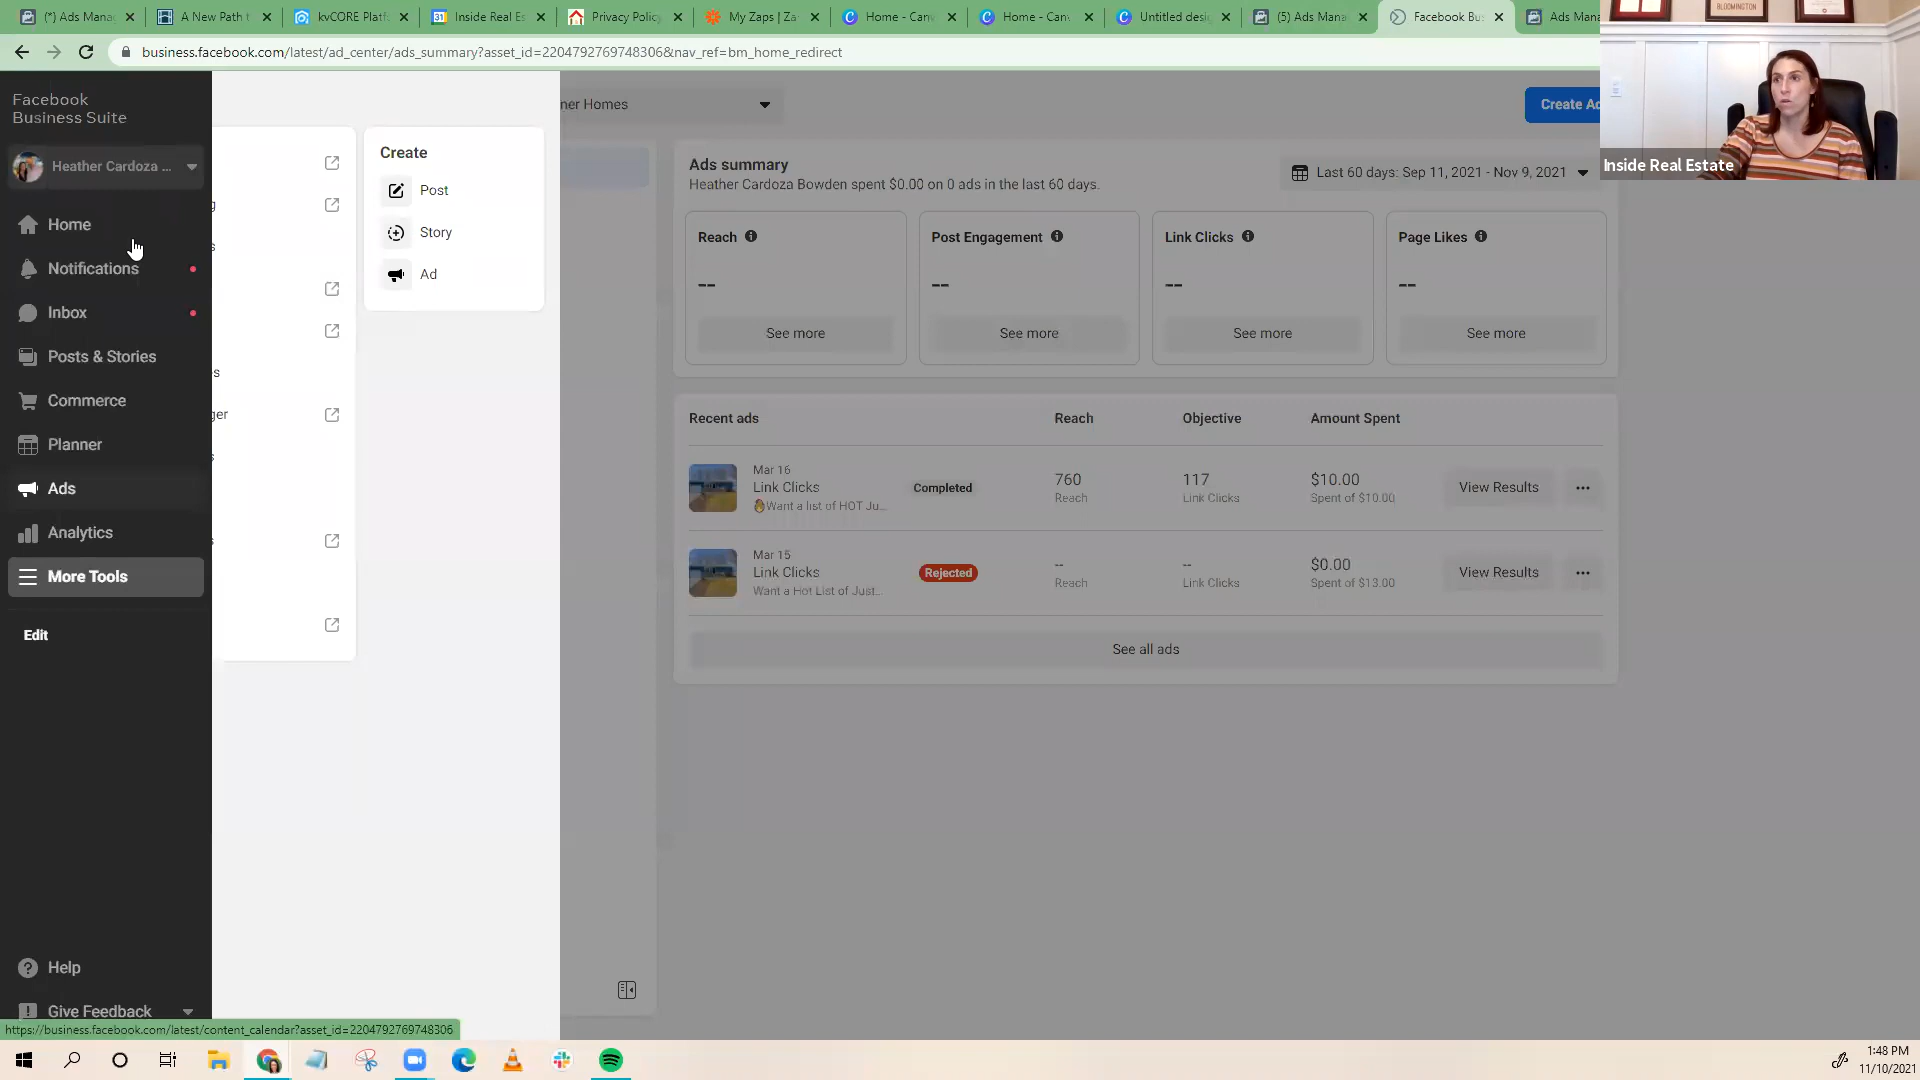 (*) Ads Mana
A New Path t
kvCORE Platf
Inside Real Es
Privacy Policy
My Zaps | Za
Home - Canv
Home - Canv
Untitled desi
(5) Ads Mana
Facebook Bus
Ads Mana
business.facebook.com/latest/ad_center/ads_summary?asset_id=2204792769748306&nav_ref=bm_home_redirect
BLOOMINGTON
Inside Real Estate
Facebook
Business Suite
Heather Cardoza ...
Home
Notifications
Inbox
Posts & Stories
Commerce
Planner
Ads
Analytics
More Tools
Edit
Help
Give Feedback
https://business.facebook.com/latest/content_calendar?asset_id=2204792769748306
g
s
s
ger
s
s
Create
Post
Story
Ad
ner Homes
Create Ad
Ads summary
Heather Cardoza Bowden spent $0.00 on 0 ads in the last 60 days.
Last 60 days: Sep 11, 2021 - Nov 9, 2021
Reach
Post Engagement
Link Clicks
Page Likes
-- -- -- --
See more See more See more See more
Recent ads Reach Objective Amount Spent
Mar 16
Link Clicks
🔥Want a list of HOT Ju...
Completed
760
Reach
117
Link Clicks
$10.00
Spent of $10.00
View Results
Mar 15
Link Clicks
Want a Hot List of Just...
Rejected
--
Reach
--
Link Clicks
$0.00
Spent of $13.00
View Results
See all ads
1:48 PM
11/10/2021